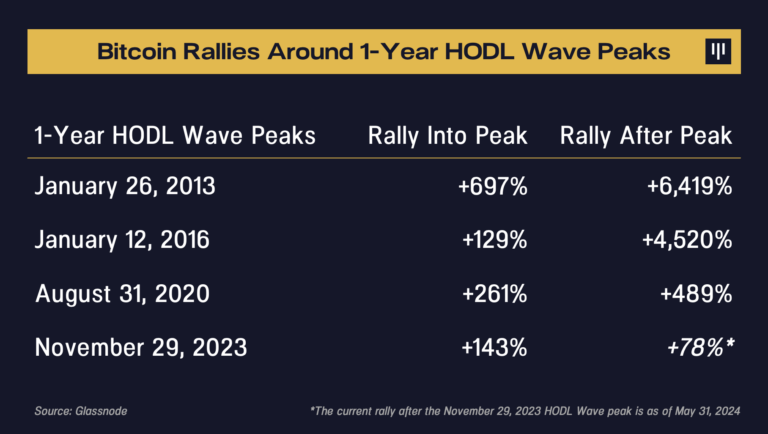 Bitcoin Rallies Around 1-Year HODL Wave Peaks
1-Year HODL Wave Peaks Rally Into Peak Rally After Peak
January 26, 2013 +697% +6,419%
January 12, 2016 +129% +4,520%
August 31, 2020 +261% +489%
November 29, 2023 +143% +78%*
Source: Glassnode *The current rally after the November 29, 2023 HODL Wave peak is as of May 31, 2024